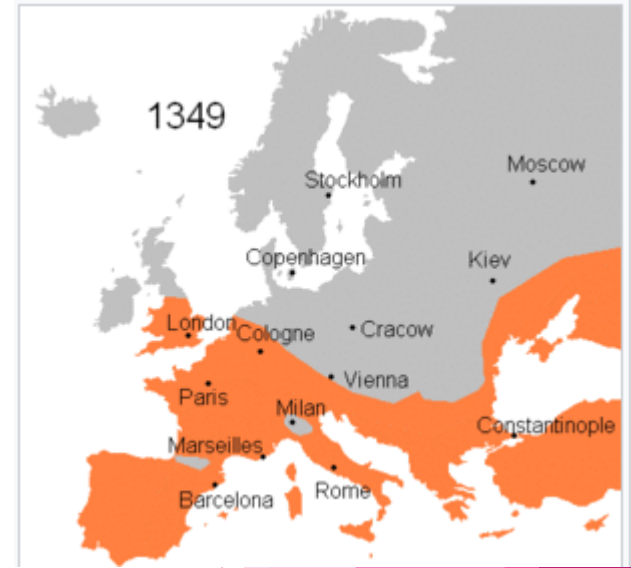 1349
Moscow
Stockholm
Copenhagen
Kiev
London
Cologne
Cracow
Vienna
Paris
Milan
Constantinople
Marseilles
Rome
Barcelona